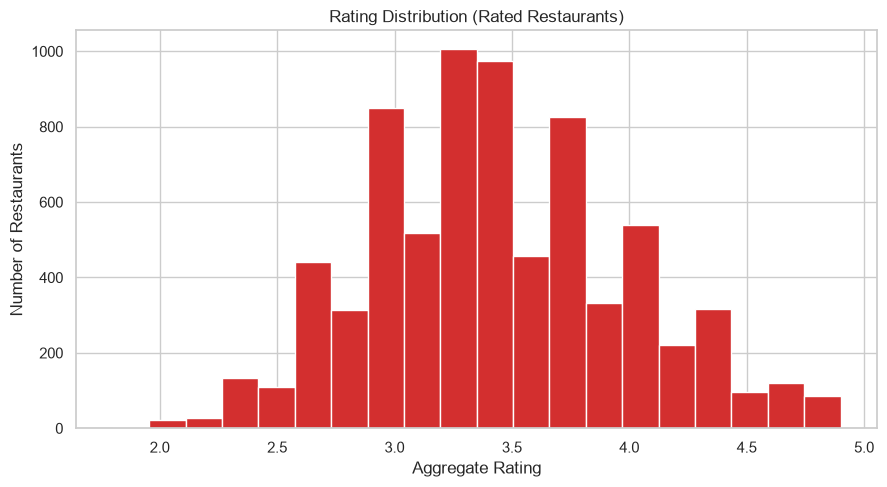 Rating Distribution (Rated Restaurants)
Number of Restaurants
1000
800
600
400
200
0
2.0 2.5 3.0 3.5 4.0 4.5 5.0
Aggregate Rating